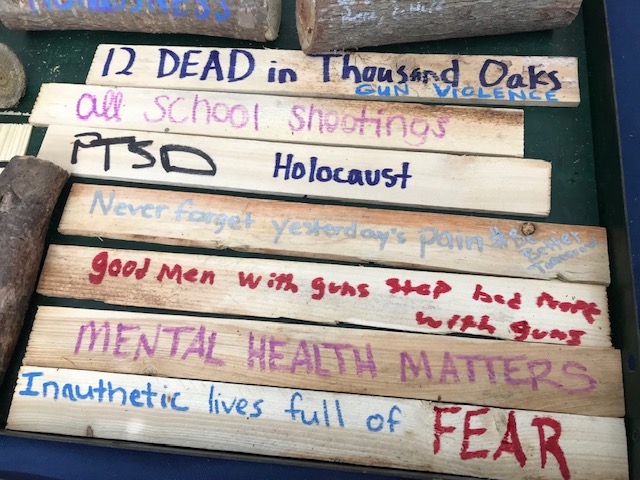 HOMELESSNESS
12 DEAD in Thousand Oaks
GUN VIOLENCE
all School Shootings
PTSD Holocaust
Never forget yesterday's pain
Be
Better
Tomorrow
good Men with guns stop bad
with guns
MENTAL HEALTH MATTERS
Inauthetic lives full of FEAR